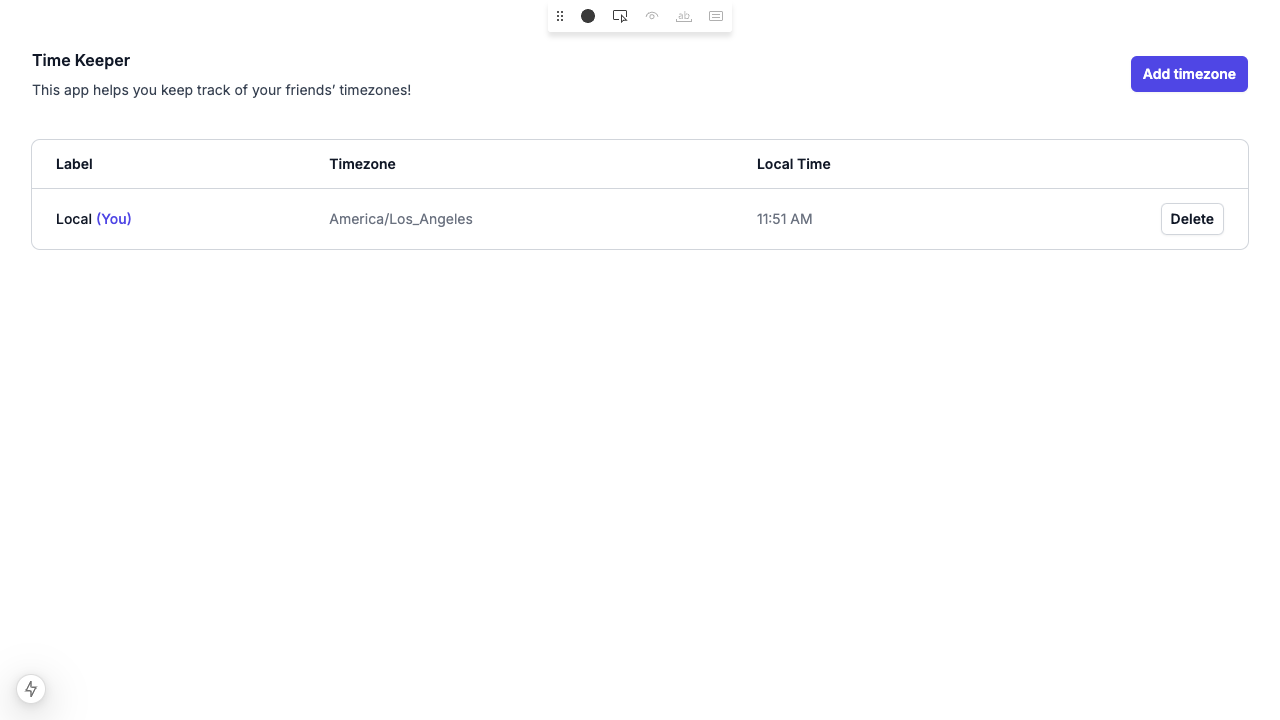 ab
Time Keeper
This app helps you keep track of your friends’ timezones!
Add timezone
Label Timezone Local Time
Local (You) America/Los_Angeles 11:51 AM Delete